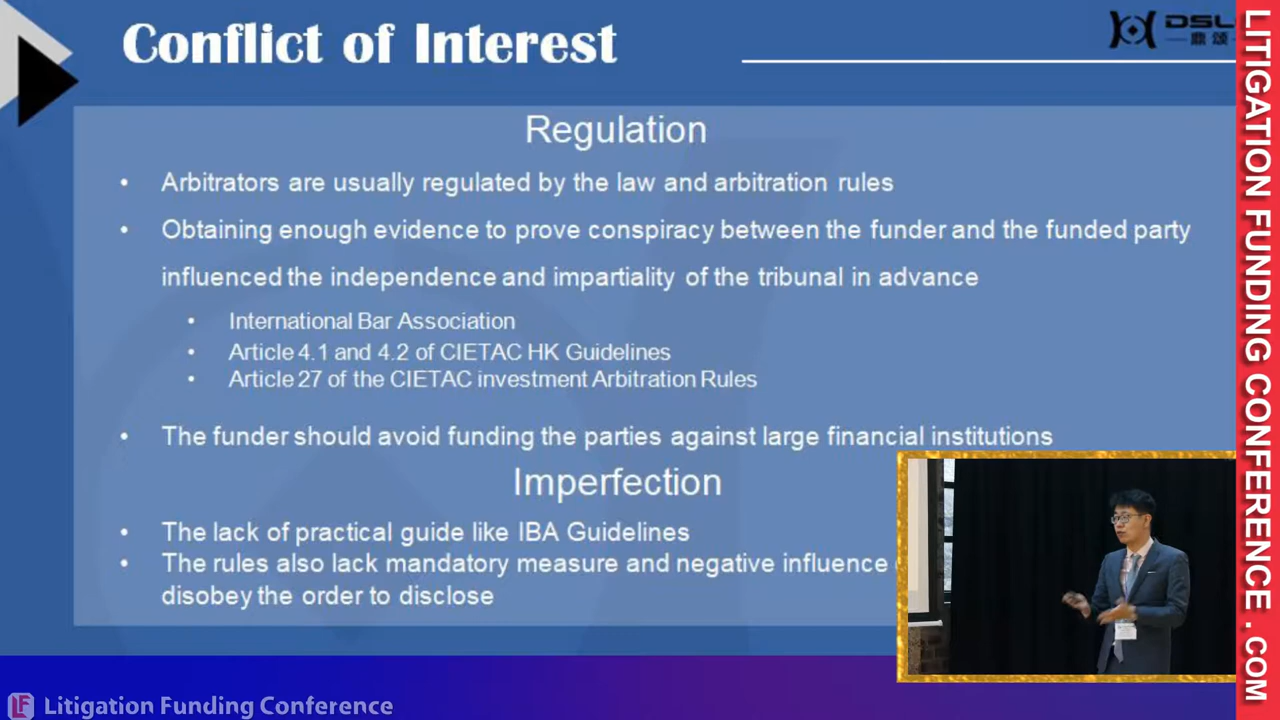 Conflict of Interest
鼎颂
Regulation
• Arbitrators are usually regulated by the law and arbitration rules
• Obtaining enough evidence to prove conspiracy between the funder and the funded party
influenced the independence and impartiality of the tribunal in advance
• International Bar Association
• Article 4.1 and 4.2 of CIETAC HK Guidelines
• Article 27 of the CIETAC investment Arbitration Rules
• The funder should avoid funding the parties against large financial institutions
Imperfection
• The lack of practical guide like IBA Guidelines
• The rules also lack mandatory measure and negative influence
disobey the order to disclose
LF Litigation Funding Conference
LITIGATION FUNDING CONFERENCE . COM